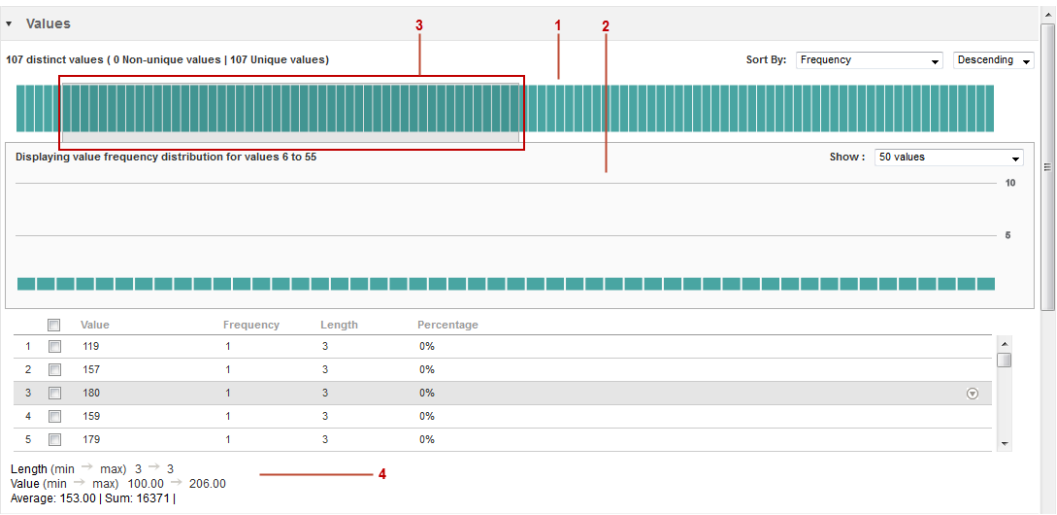 Values
3 1 2
107 distinct values ( 0 Non-unique values | 107 Unique values)
Sort By: Frequency Descending
Displaying value frequency distribution for values 6 to 55
Show : 50 values
10
5
Value Frequency Length Percentage
1 119 1 3 0%
2 157 1 3 0%
3 180 1 3 0%
4 159 1 3 0%
5 179 1 3 0%
Length (min → max) 3 → 3
Value (min → max) 100.00 → 206.00
4
Average: 153.00 | Sum: 16371 |